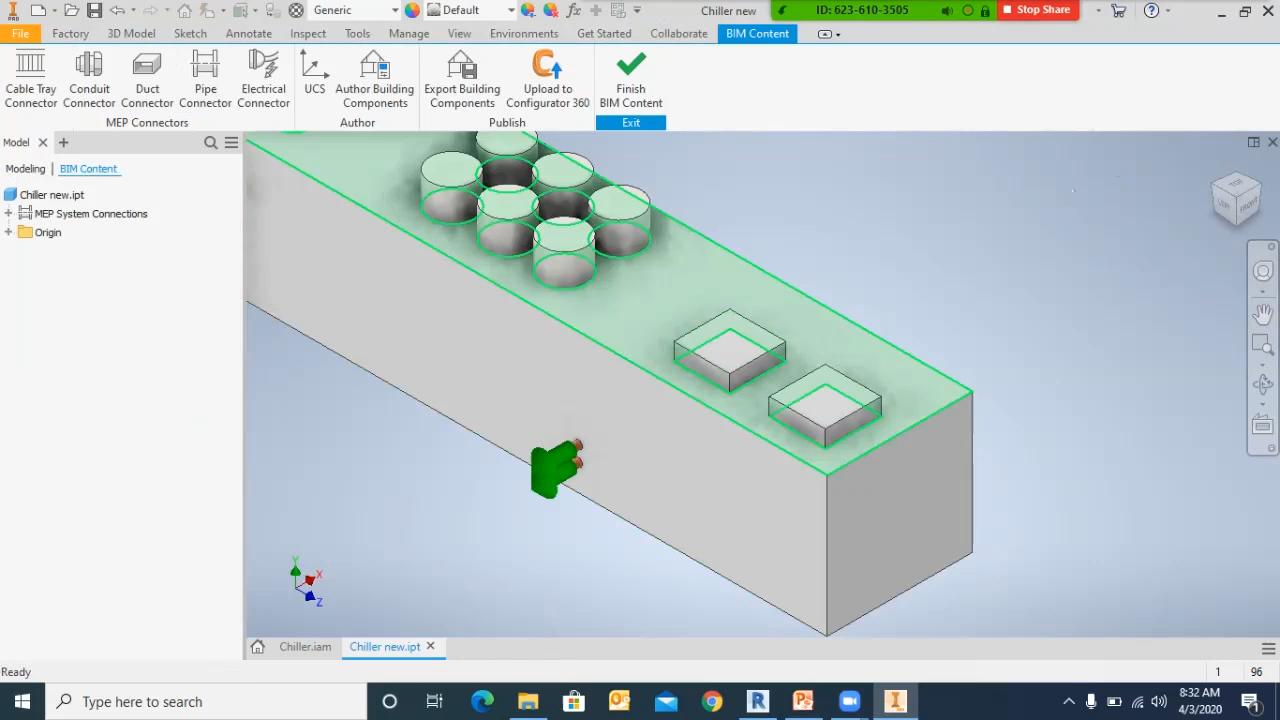 Generic
Default
Chiller new
ID: 623-610-3505
Stop Share
File
Factory
3D Model
Sketch
Annotate
Inspect
Tools
Manage
View
Environments
Get Started
Collaborate
BIM Content
Cable Tray Connector
Conduit Connector
Duct Connector
Pipe Connector
Electrical Connector
UCS
Author Building Components
Export Building Components
Upload to Configurator 360
Finish BIM Content
MEP Connectors
Author
Publish
Exit
Model
Modeling | BIM Content
Chiller new.ipt
MEP System Connections
Origin
Y
X
Z
Chiller.iam
Chiller new.ipt
Ready
1
96
Type here to search
8:32 AM
4/3/2020